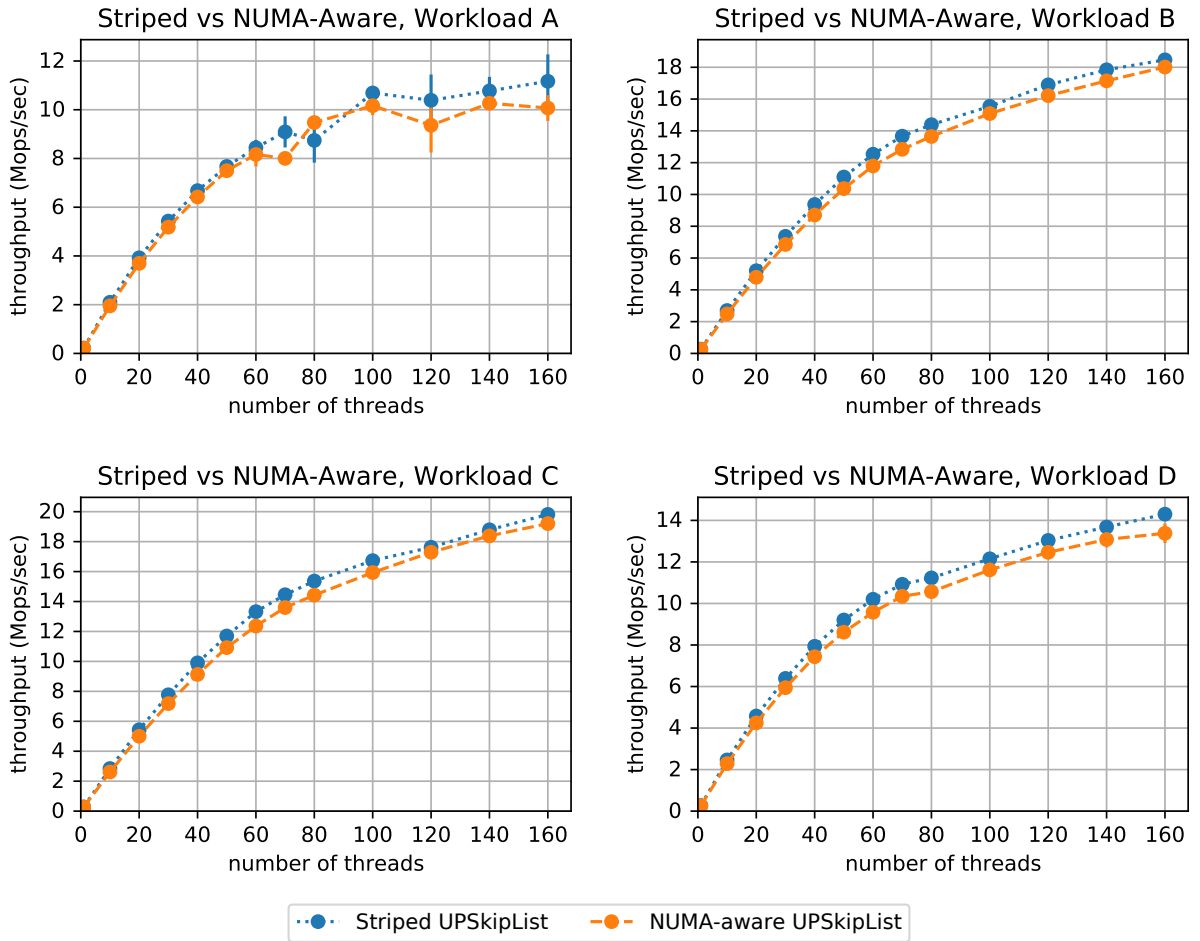 Striped vs NUMA-Aware, Workload A
12
10
8
6
4
2
0
throughput (Mops/sec)
0 20 40 60 80 100 120 140 160
number of threads
Striped vs NUMA-Aware, Workload B
18
16
14
12
10
8
6
4
2
0
throughput (Mops/sec)
0 20 40 60 80 100 120 140 160
number of threads
Striped vs NUMA-Aware, Workload C
20
18
16
14
12
10
8
6
4
2
0
throughput (Mops/sec)
0 20 40 60 80 100 120 140 160
number of threads
Striped vs NUMA-Aware, Workload D
14
12
10
8
6
4
2
0
throughput (Mops/sec)
0 20 40 60 80 100 120 140 160
number of threads
Striped UPSkipList NUMA-aware UPSkipList